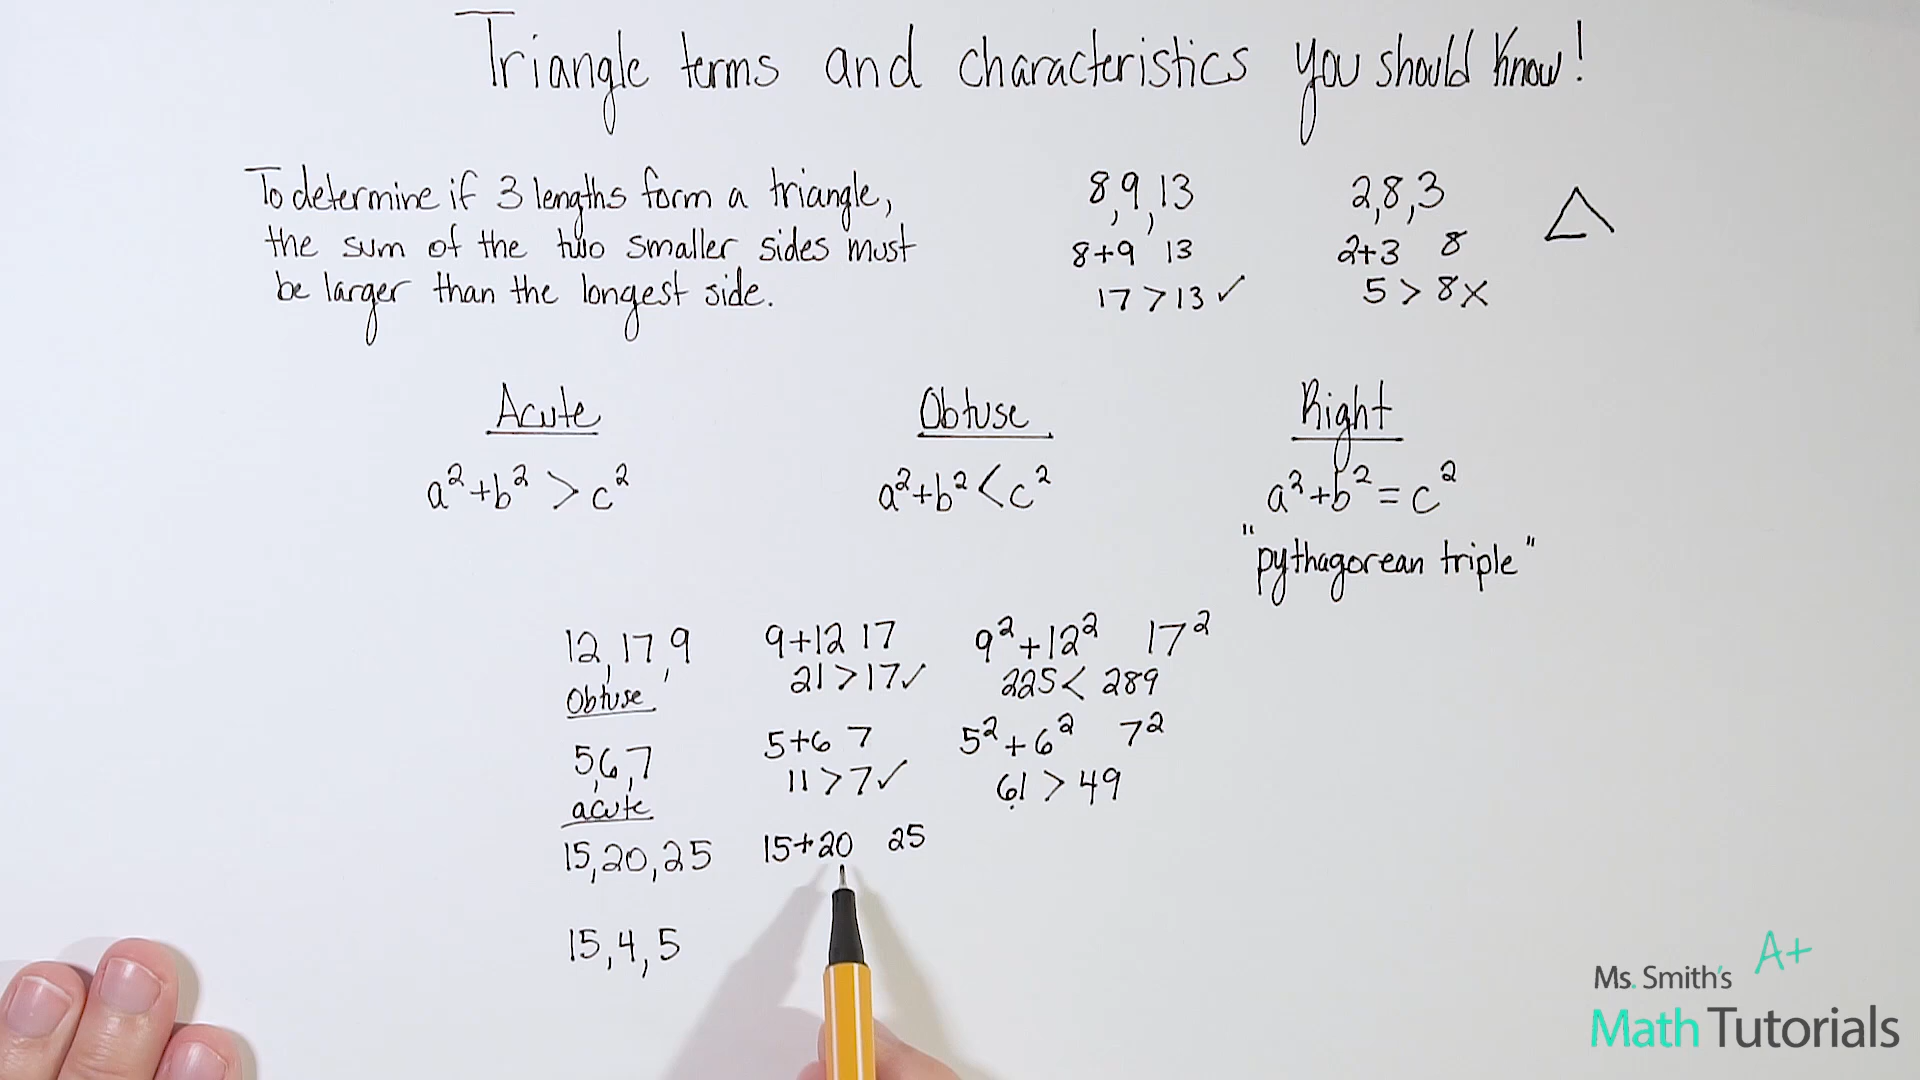 Triangle terms and characteristics you should know!
To determine if 3 lengths form a triangle,
the sum of the two smaller sides must
be larger than the longest side.
8, 9, 13
8+9 13
17 > 13 ✓
2, 8, 3
2+3 8
5 > 8 X
Acute
a²+b² > c²
Obtuse
a²+b² < c²
Right
a²+b² = c²
"pythagorean triple"
12, 17, 9 9+12 17 9²+12² 17²
21 > 17 ✓ 225 < 289
Obtuse
5, 6, 7 5+6 7 5²+6² 7²
11 > 7 ✓ 61 > 49
acute
15, 20, 25 15+20 25
15, 4, 5
A+
Ms. Smith's
Math Tutorials